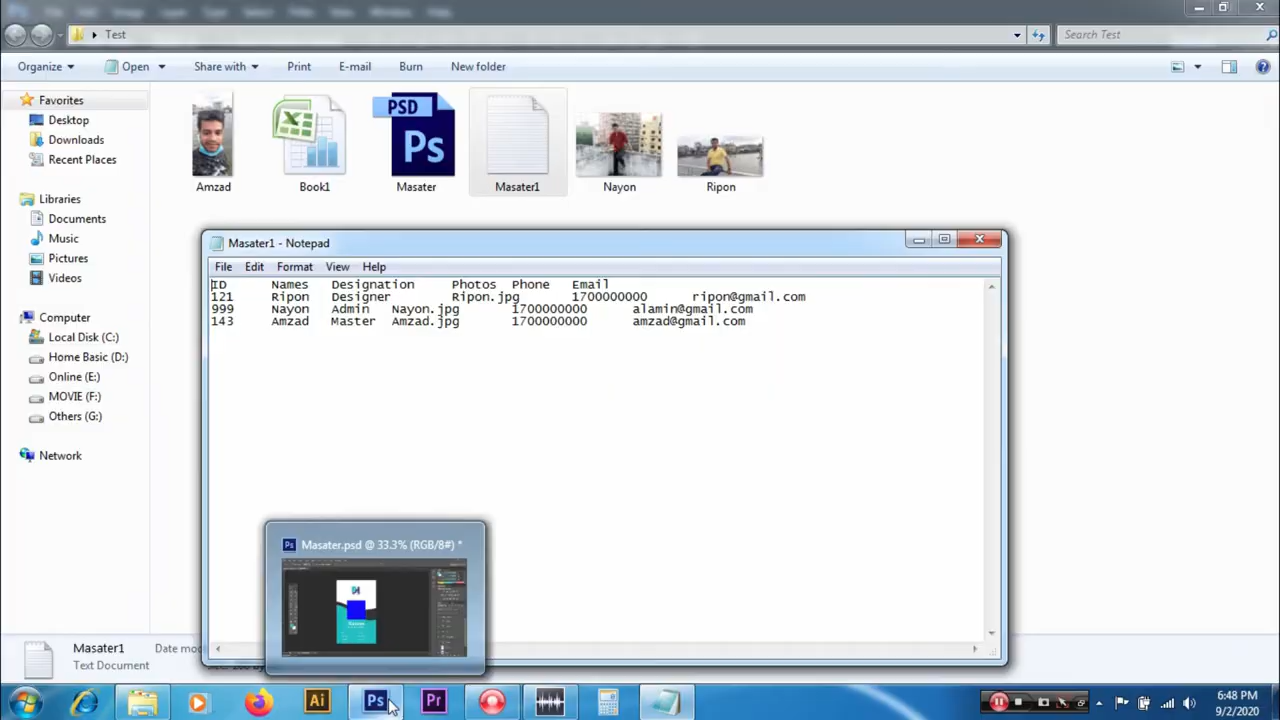 Test
Search Test
Organize
Open
Share with
Print
E-mail
Burn
New folder
Favorites
Desktop
Downloads
Recent Places
Libraries
Documents
Music
Pictures
Videos
Computer
Local Disk (C:)
Home Basic (D:)
Online (E:)
MOVIE (F:)
Others (G:)
Network
PSD
Ps
Amzad
Book1
Masater
Masater1
Nayon
Ripon
Masater1 - Notepad
File Edit Format View Help
ID Names Designation Photos Phone Email
121 Ripon Designer Ripon.jpg 1700000000 ripon@gmail.com
999 Nayon Admin Nayon.jpg 1700000000 alamin@gmail.com
143 Amzad Master Amzad.jpg 1700000000 amzad@gmail.com
Ps Masater.psd @ 33.3% (RGB/8#) *
Masater1 Date mo
Text Document
Ai
Ps
Pr
6:48 PM
9/2/2020